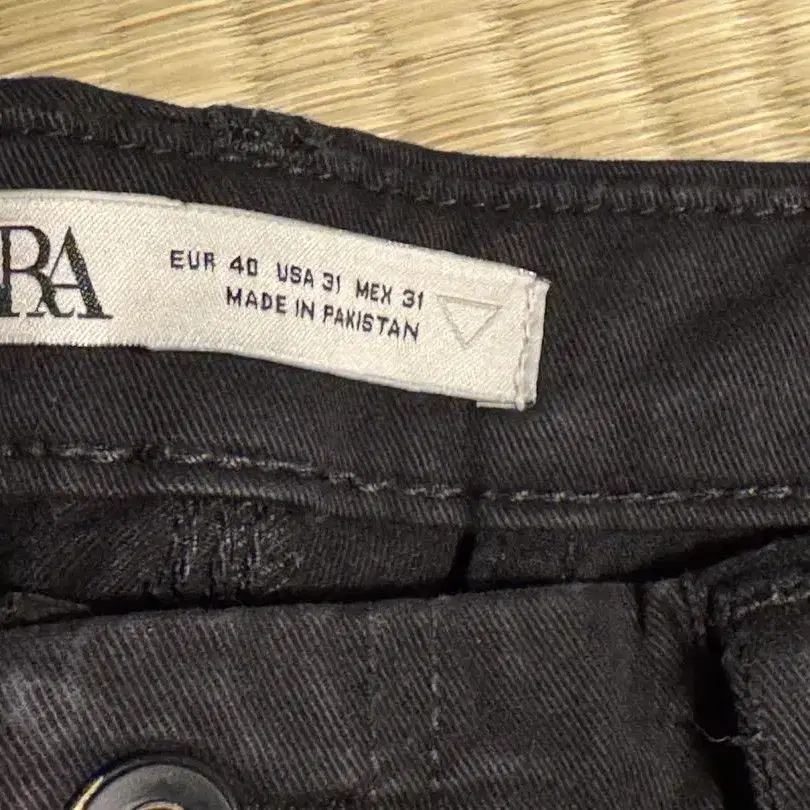 RA
EUR 40 USA 31 MEX 31
MADE IN PAKISTAN